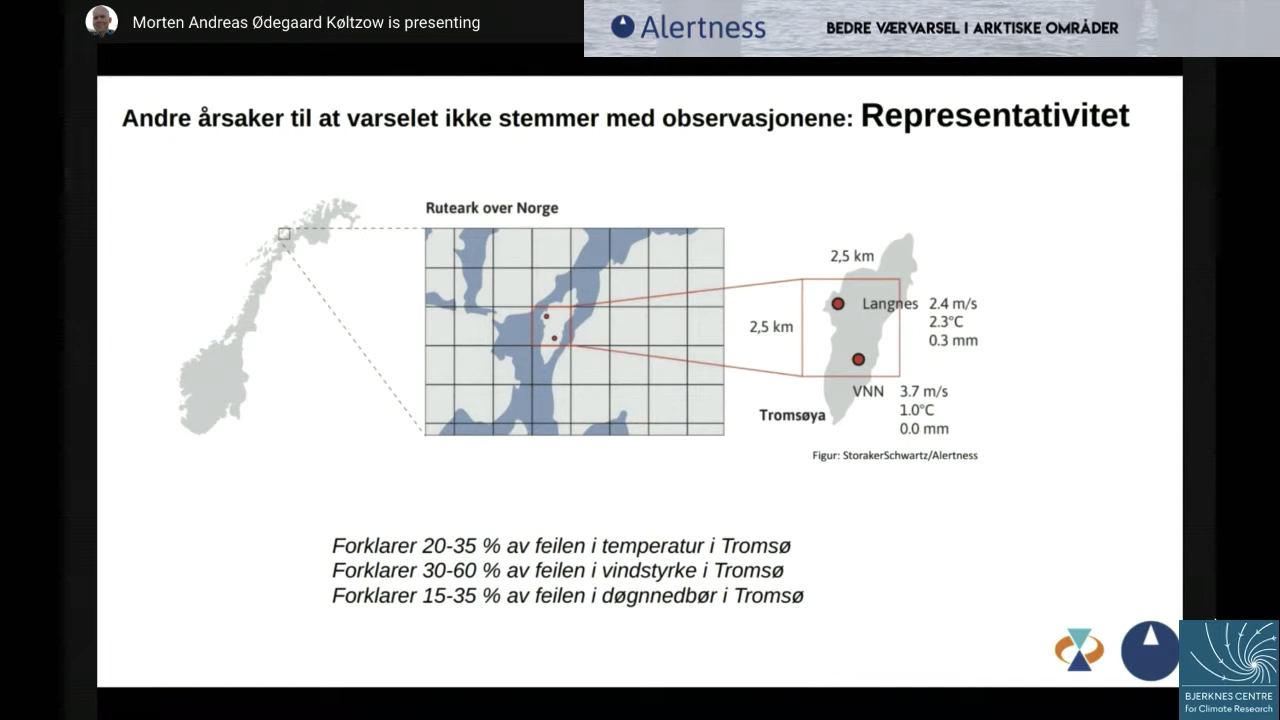 Morten Andreas Ødegaard Køltzow is presenting
Alertness
BEDRE VÆRVARSEL I ARKTISKE OMRÅDER
Andre årsaker til at varselet ikke stemmer med observasjonene: Representativitet
Ruteark over Norge
2,5 km
2,5 km
Langnes 2.4 m/s
2.3°C
0.3 mm
VNN 3.7 m/s
1.0°C
0.0 mm
Tromsøya
Figur: StorakerSchwartz/Alertness
Forklarer 20-35 % av feilen i temperatur i Tromsø
Forklarer 30-60 % av feilen i vindstyrke i Tromsø
Forklarer 15-35 % av feilen i døgnnedbør i Tromsø
BJERKNES CENTRE
for Climate Research